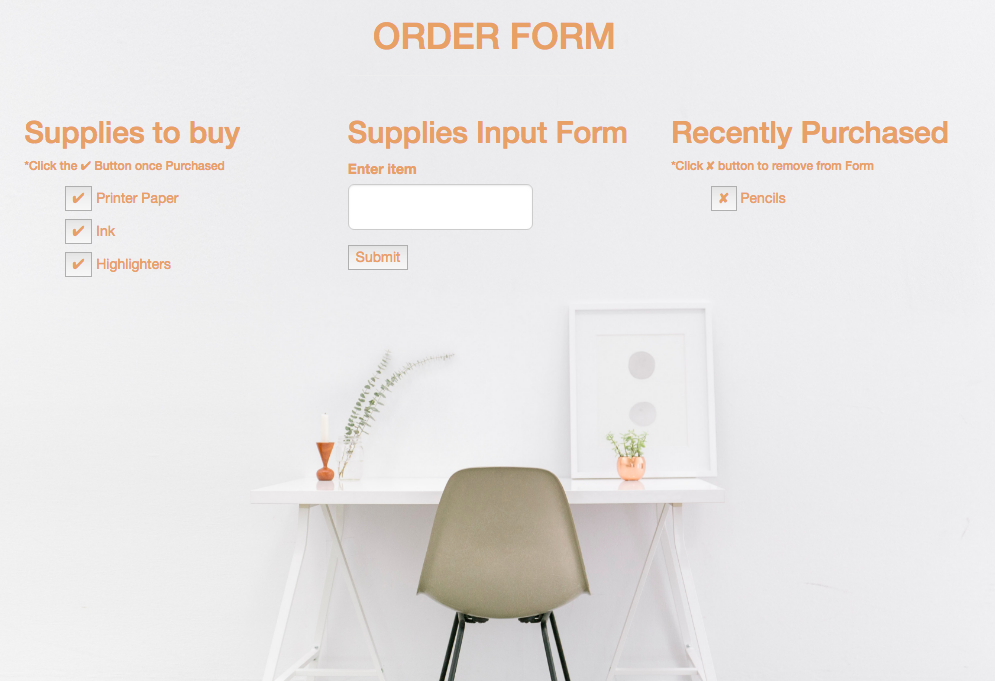 ORDER FORM
Supplies to buy
*Click the ✔ Button once Purchased
✔ Printer Paper
✔ Ink
✔ Highlighters
Supplies Input Form
Enter item
Submit
Recently Purchased
*Click ✘ button to remove from Form
✘ Pencils